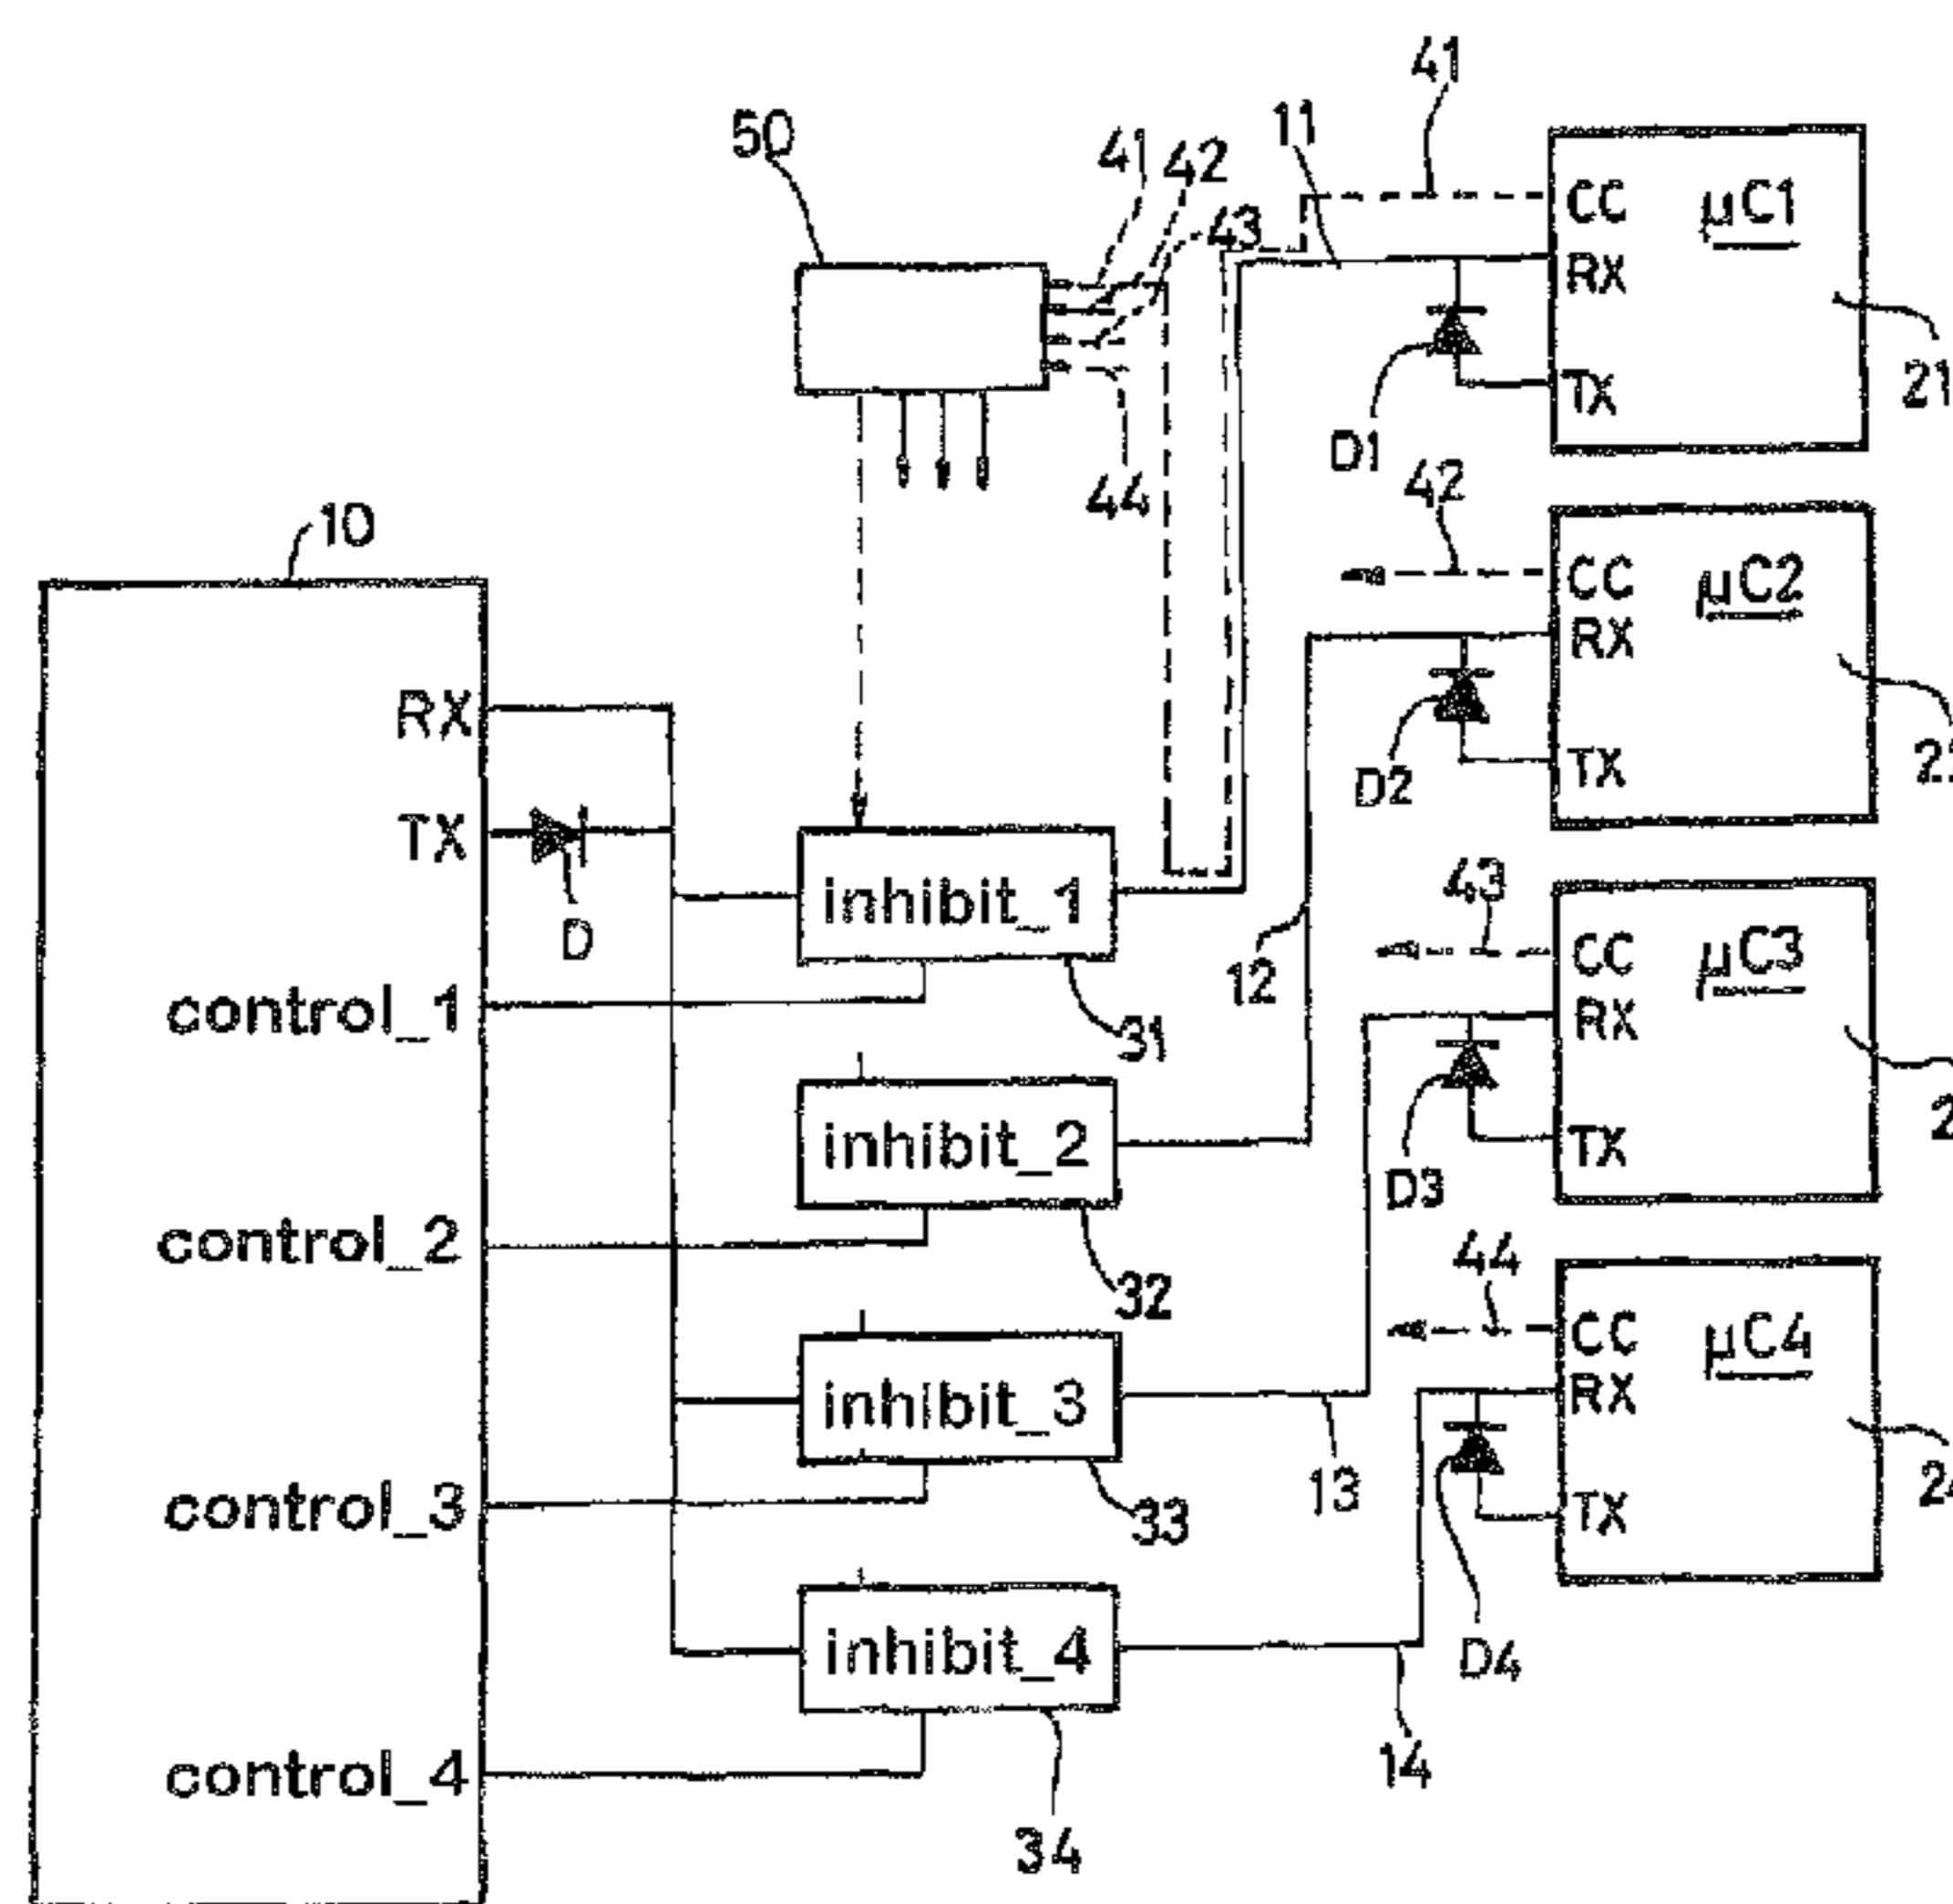 41
11
50
41
42
43
CC
µC1
RX
TX
21
D1
44
42
10
CC
µC2
RX
TX
D2
RX
TX
D
inhibit_1
43
12
CC
µC3
RX
TX
control_1
31
inhibit_2
D3
control_2
32
44
CC
µC4
RX
TX
inhibit_3
13
control_3
33
inhibit_4
D4
14
control_4
34